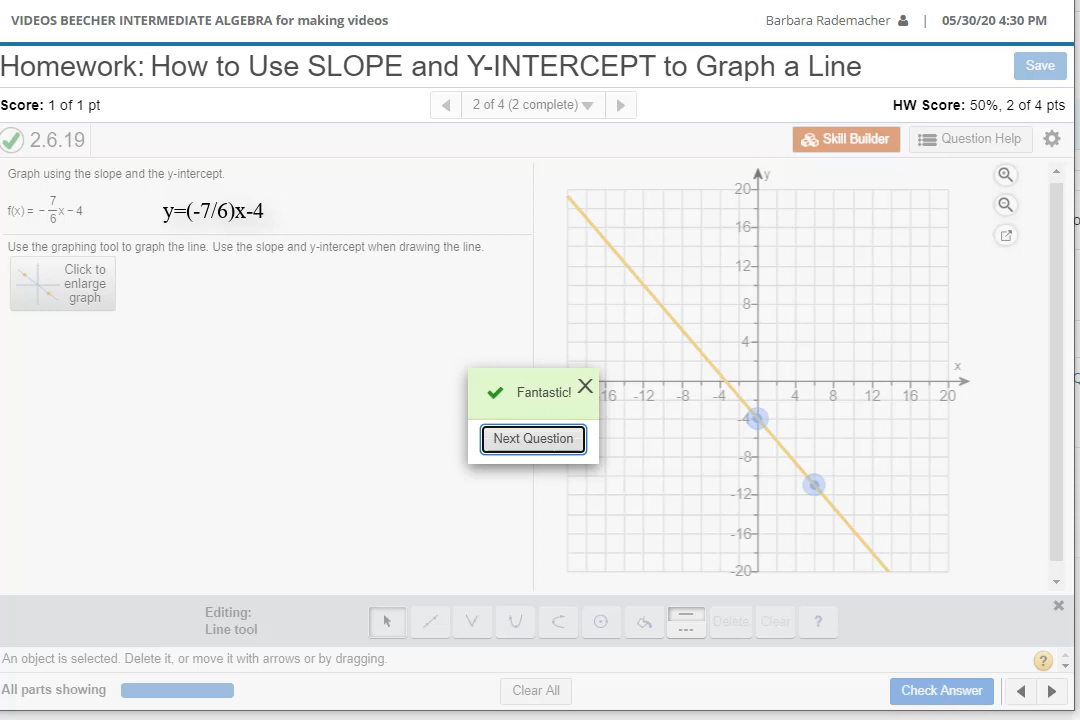 VIDEOS BEECHER INTERMEDIATE ALGEBRA for making videos
Barbara Rademacher | 05/30/20 4:30 PM
Homework: How to Use SLOPE and Y-INTERCEPT to Graph a Line
Save
Score: 1 of 1 pt
2 of 4 (2 complete)
HW Score: 50%, 2 of 4 pts
2.6.19
Skill Builder
Question Help
Graph using the slope and the y-intercept.
f(x) = -7/6 x - 4
y=(-7/6)x-4
Use the graphing tool to graph the line. Use the slope and y-intercept when drawing the line.
Click to
enlarge
graph
y
20
16
12
8
4
x
16 -12 -8 -4 4 8 12 16 20
-4
-8
-12
-16
-20
Fantastic! X
Next Question
Editing:
Line tool
Delete
Clear
?
An object is selected. Delete it, or move it with arrows or by dragging.
?
All parts showing
Clear All
Check Answer